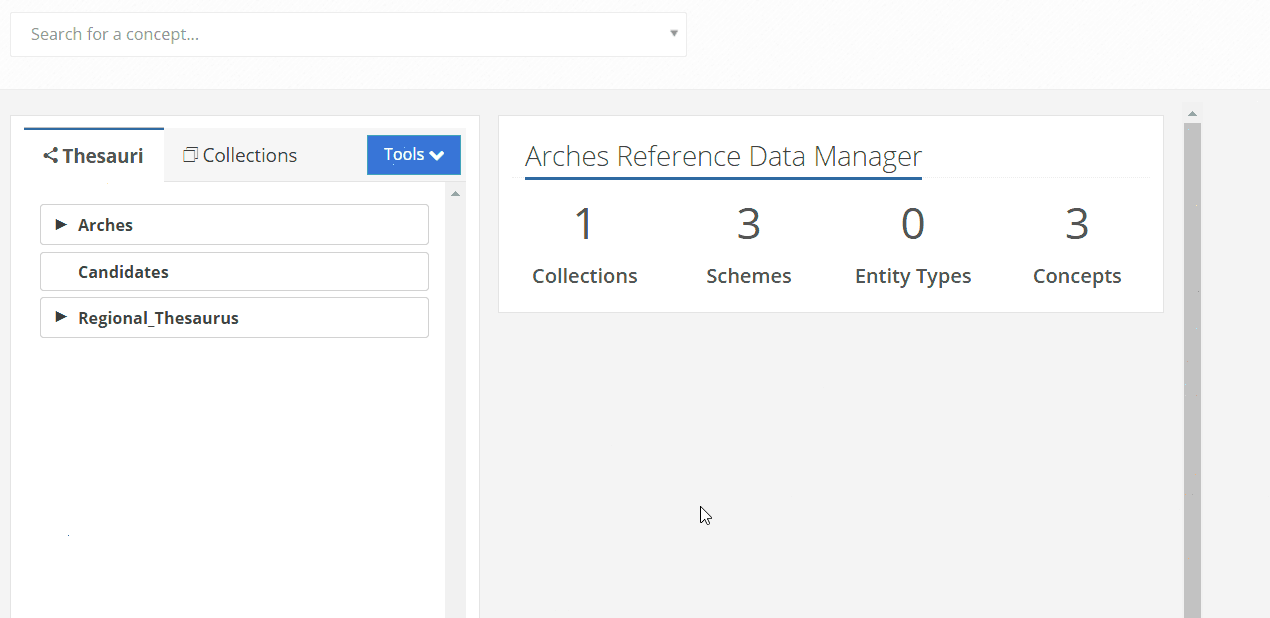 Search for a concept...
Thesauri
Collections
Tools
Arches
Candidates
Regional_Thesaurus
Arches Reference Data Manager
1 3 0 3
Collections Schemes Entity Types Concepts